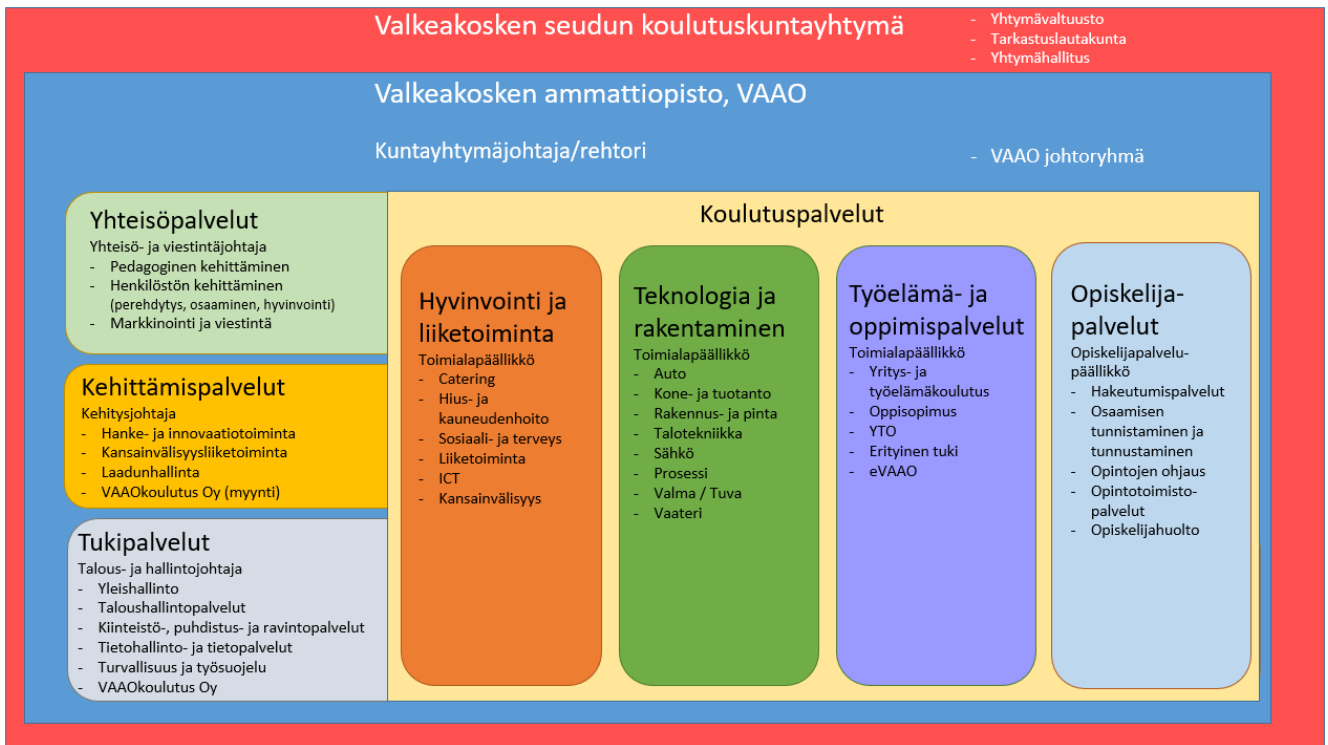 Valkeakosken seudun koulutuskuntayhtymä
- Yhtymävaltuusto
- Tarkastuslautakunta
- Yhtymähallitus
Valkeakosken ammattiopisto, VAAO
Kuntayhtymäjohtaja/rehtori
- VAAO johtoryhmä
Yhteisöpalvelut
Yhteisö- ja viestintäjohtaja
- Pedagoginen kehittäminen
- Henkilöstön kehittäminen
(perehdytys, osaaminen, hyvinvointi)
- Markkinointi ja viestintä
Kehittämispalvelut
Kehitysjohtaja
- Hanke- ja innovaatiotoiminta
- Kansainvälisyysliiketoiminta
- Laadunhallinta
- VAAOkoulutus Oy (myynti)
Tukipalvelut
Talous- ja hallintojohtaja
- Yleishallinto
- Taloushallintopalvelut
- Kiinteistö-, puhdistus- ja ravintopalvelut
- Tietohallinto- ja tietopalvelut
- Turvallisuus ja työsuojelu
- VAAOkoulutus Oy
Koulutuspalvelut
Hyvinvointi ja
liiketoiminta
Toimialapäällikkö
- Catering
- Hius- ja
kauneudenhoito
- Sosiaali- ja terveys
- Liiketoiminta
- ICT
- Kansainvälisyys
Teknologia ja
rakentaminen
Toimialapäällikkö
- Auto
- Kone- ja tuotanto
- Rakennus- ja pinta
- Talotekniikka
- Sähkö
- Prosessi
- Valma / Tuva
- Vaateri
Työelämä- ja
oppimispalvelut
Toimialapäällikkö
- Yritys- ja
työelämäkoulutus
- Oppisopimus
- YTO
- Erityinen tuki
- eVAAO
Opiskelija-
palvelut
Opiskelijapalvelu-
päällikkö
- Hakeutumispalvelut
- Osaamisen
tunnistaminen ja
tunnustaminen
- Opintojen ohjaus
- Opintotoimisto-
palvelut
- Opiskelijahuolto